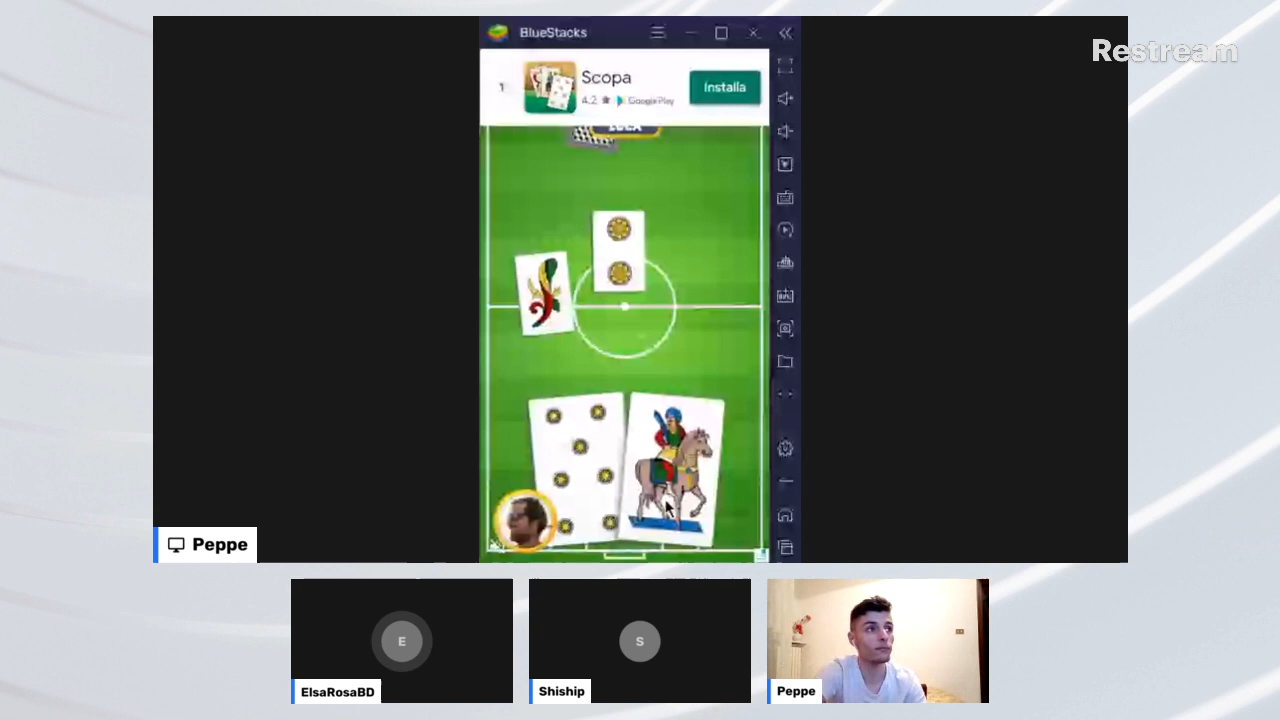 BlueStacks
Restream
Scopa
1
Installa
4.2 Google Play
Peppe
E
S
ElsaRosaBD
Shiship
Peppe